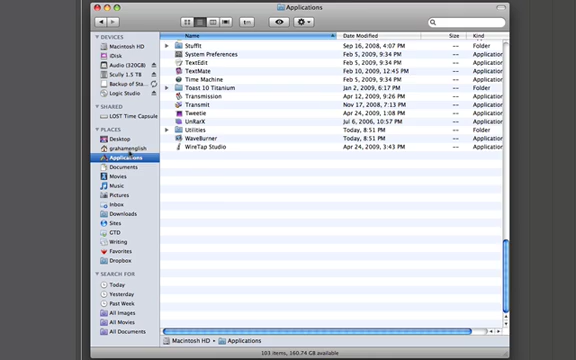 Applications
DEVICES
Macintosh HD
iDisk
Audio (320GB)
Scully 1.5 TB
Backup of Sta...
Logic Studio
SHARED
LOST Time Capsule
PLACES
Desktop
grahamenglish
Applications
Documents
Movies
Music
Pictures
Inbox
Downloads
Sites
GTD
Writing
Favorites
Dropbox
SEARCH FOR
Today
Yesterday
Past Week
All Images
All Movies
All Documents
Name Date Modified Size Kind
StuffIt Sep 16, 2008, 4:07 PM -- Folder
System Preferences Feb 5, 2009, 9:34 PM -- Application
TextEdit Feb 5, 2009, 9:34 PM -- Application
TextMate Feb 10, 2009, 12:45 PM -- Application
Time Machine Feb 5, 2009, 9:34 PM -- Application
Toast 10 Titanium Jan 2, 2009, 6:17 PM -- Folder
Transmission Apr 12, 2009, 9:26 PM -- Application
Transmit Nov 17, 2008, 7:13 PM -- Application
Tweetie Apr 24, 2009, 9:16 AM -- Application
UnRarX Jul 6, 2006, 10:57 PM -- Application
Utilities Today, 8:51 PM -- Folder
WaveBurner Today, 8:51 PM -- Application
WireTap Studio Apr 24, 2009, 3:43 PM -- Application
Macintosh HD Applications
103 items, 160.74 GB available